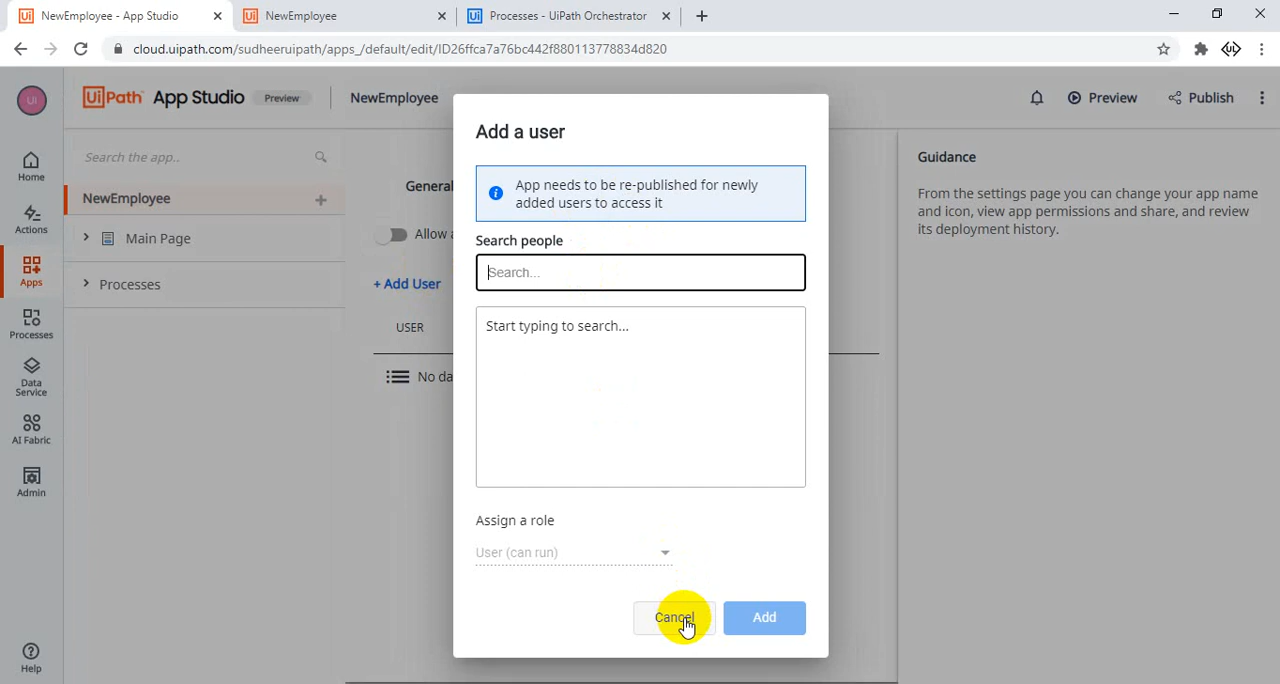 NewEmployee - App Studio
NewEmployee
Processes - UiPath Orchestrator
cloud.uipath.com/sudheeruipath/apps_/default/edit/ID26ffca7a76bc442f880113778834d820
UI
UiPath App Studio
Preview
NewEmployee
Preview
Publish
Home
Actions
Apps
Processes
Data
Service
AI Fabric
Admin
Help
Search the app..
NewEmployee
Main Page
Processes
General
Allow a
+ Add User
USER
No da
Add a user
App needs to be re-published for newly
added users to access it
Search people
Search...
Start typing to search...
Assign a role
User (can run)
Cancel
Add
Guidance
From the settings page you can change your app name
and icon, view app permissions and share, and review
its deployment history.